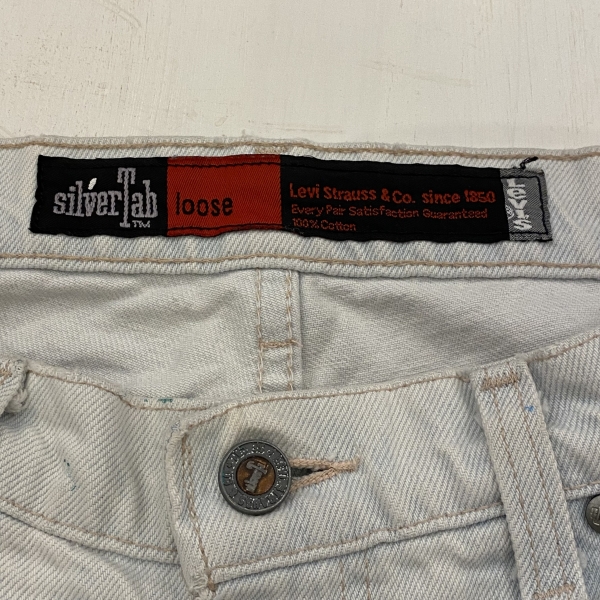 silverTab
TM
loose
Levi Strauss & Co. since 1850
Every Pair Satisfaction Guaranteed
100% Cotton
Levi's